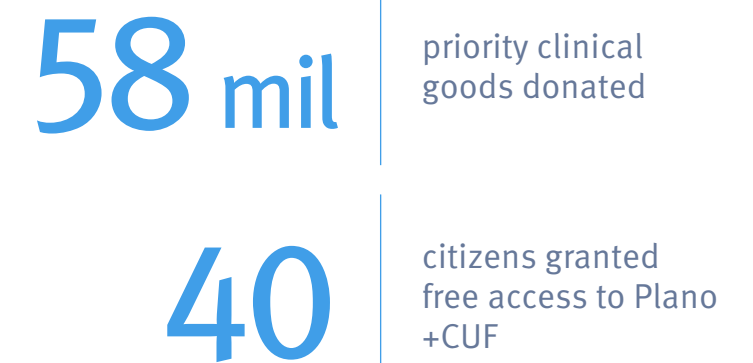 58 mil
priority clinical
goods donated
40
citizens granted
free access to Plano
+CUF